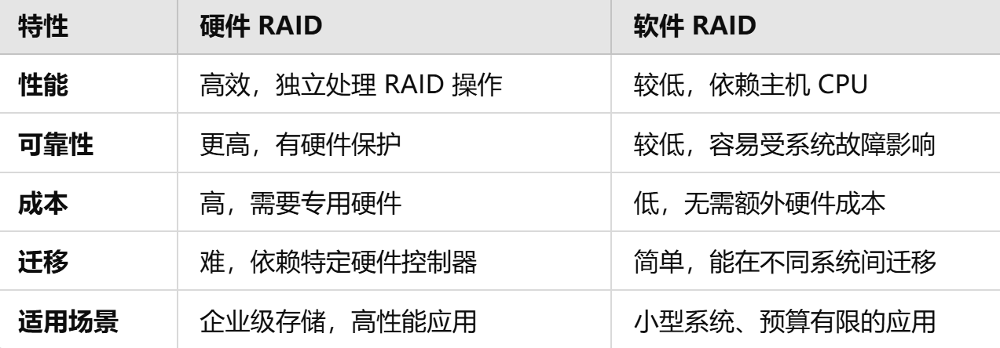 特性 硬件 RAID 软件 RAID
性能 高效，独立处理 RAID 操作 较低，依赖主机 CPU
可靠性 更高，有硬件保护 较低，容易受系统故障影响
成本 高，需要专用硬件 低，无需额外硬件成本
迁移 难，依赖特定硬件控制器 简单，能在不同系统间迁移
适用场景 企业级存储，高性能应用 小型系统、预算有限的应用